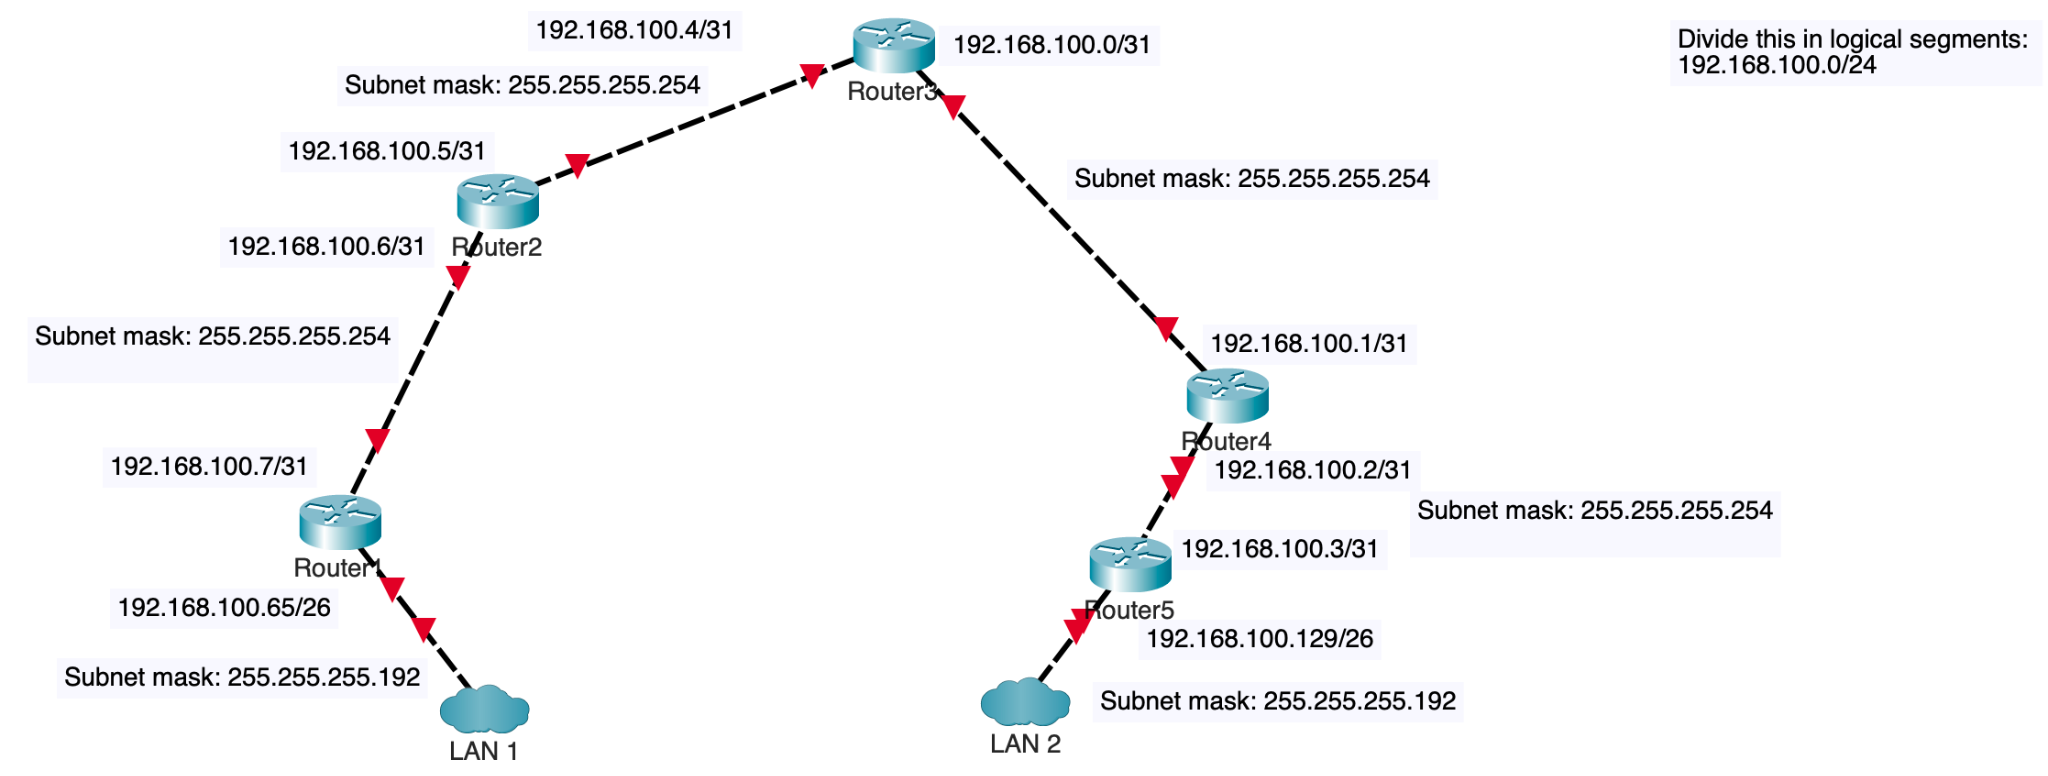 192.168.100.4/31
192.168.100.0/31
Divide this in logical segments:
192.168.100.0/24
Subnet mask: 255.255.255.254
Router3
192.168.100.5/31
Subnet mask: 255.255.255.254
192.168.100.6/31
Router2
Subnet mask: 255.255.255.254
192.168.100.1/31
Router4
192.168.100.7/31
192.168.100.2/31
Subnet mask: 255.255.255.254
192.168.100.3/31
Router1
192.168.100.65/26
Router5
192.168.100.129/26
Subnet mask: 255.255.255.192
Subnet mask: 255.255.255.192
LAN 1
LAN 2